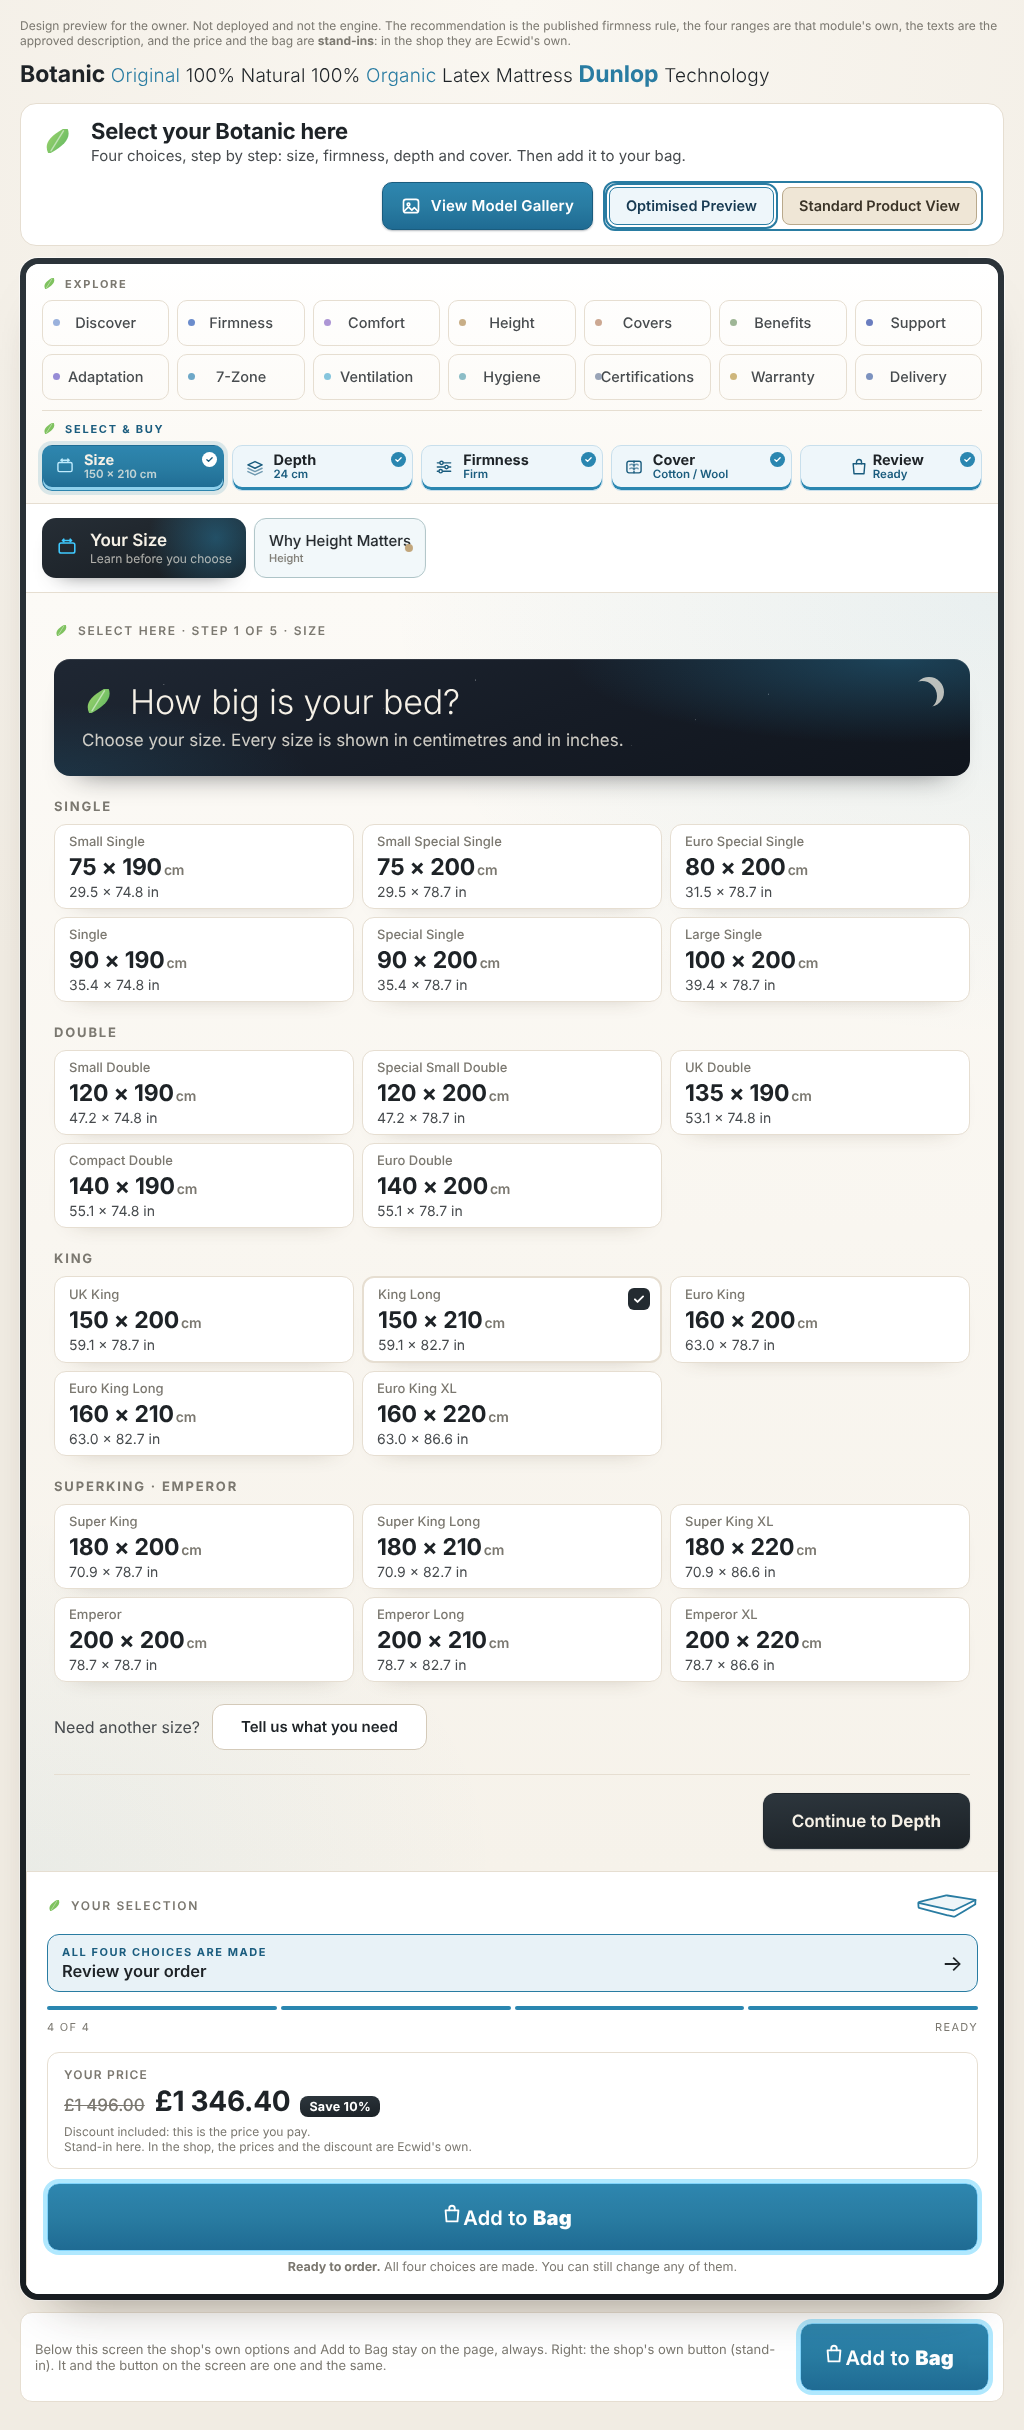 Design preview for the owner. Not deployed and not the engine. The recommendation is the published firmness rule, the four ranges are that module's own, the texts are the
approved description, and the price and the bag are stand-ins: in the shop they are Ecwid's own.
Botanic Original 100% Natural 100% Organic Latex Mattress Dunlop Technology
Select your Botanic here
Four choices, step by step: size, firmness, depth and cover. Then add it to your bag.
View Model Gallery
Optimised Preview
Standard Product View
EXPLORE
Discover
Firmness
Comfort
Height
Covers
Benefits
Support
Adaptation
7-Zone
Ventilation
Hygiene
Certifications
Warranty
Delivery
SELECT & BUY
Size
150 × 210 cm
Depth
24 cm
Firmness
Firm
Cover
Cotton / Wool
Review
Ready
Your Size
Learn before you choose
Why Height Matters
Height
SELECT HERE · STEP 1 OF 5 · SIZE
How big is your bed?
Choose your size. Every size is shown in centimetres and in inches.
SINGLE
Small Single
75 × 190 cm
29.5 × 74.8 in
Small Special Single
75 × 200 cm
29.5 × 78.7 in
Euro Special Single
80 × 200 cm
31.5 × 78.7 in
Single
90 × 190 cm
35.4 × 74.8 in
Special Single
90 × 200 cm
35.4 × 78.7 in
Large Single
100 × 200 cm
39.4 × 78.7 in
DOUBLE
Small Double
120 × 190 cm
47.2 × 74.8 in
Special Small Double
120 × 200 cm
47.2 × 78.7 in
UK Double
135 × 190 cm
53.1 × 74.8 in
Compact Double
140 × 190 cm
55.1 × 74.8 in
Euro Double
140 × 200 cm
55.1 × 78.7 in
KING
UK King
150 × 200 cm
59.1 × 78.7 in
King Long
150 × 210 cm
59.1 × 82.7 in
Euro King
160 × 200 cm
63.0 × 78.7 in
Euro King Long
160 × 210 cm
63.0 × 82.7 in
Euro King XL
160 × 220 cm
63.0 × 86.6 in
SUPERKING · EMPEROR
Super King
180 × 200 cm
70.9 × 78.7 in
Super King Long
180 × 210 cm
70.9 × 82.7 in
Super King XL
180 × 220 cm
70.9 × 86.6 in
Emperor
200 × 200 cm
78.7 × 78.7 in
Emperor Long
200 × 210 cm
78.7 × 82.7 in
Emperor XL
200 × 220 cm
78.7 × 86.6 in
Need another size?
Tell us what you need
Continue to Depth
YOUR SELECTION
ALL FOUR CHOICES ARE MADE
Review your order
4 OF 4
READY
YOUR PRICE
£1 496.00 £1 346.40 Save 10%
Discount included: this is the price you pay.
Stand-in here. In the shop, the prices and the discount are Ecwid's own.
Add to Bag
Ready to order. All four choices are made. You can still change any of them.
Below this screen the shop's own options and Add to Bag stay on the page, always. Right: the shop's own button (stand-
in). It and the button on the screen are one and the same.
Add to Bag